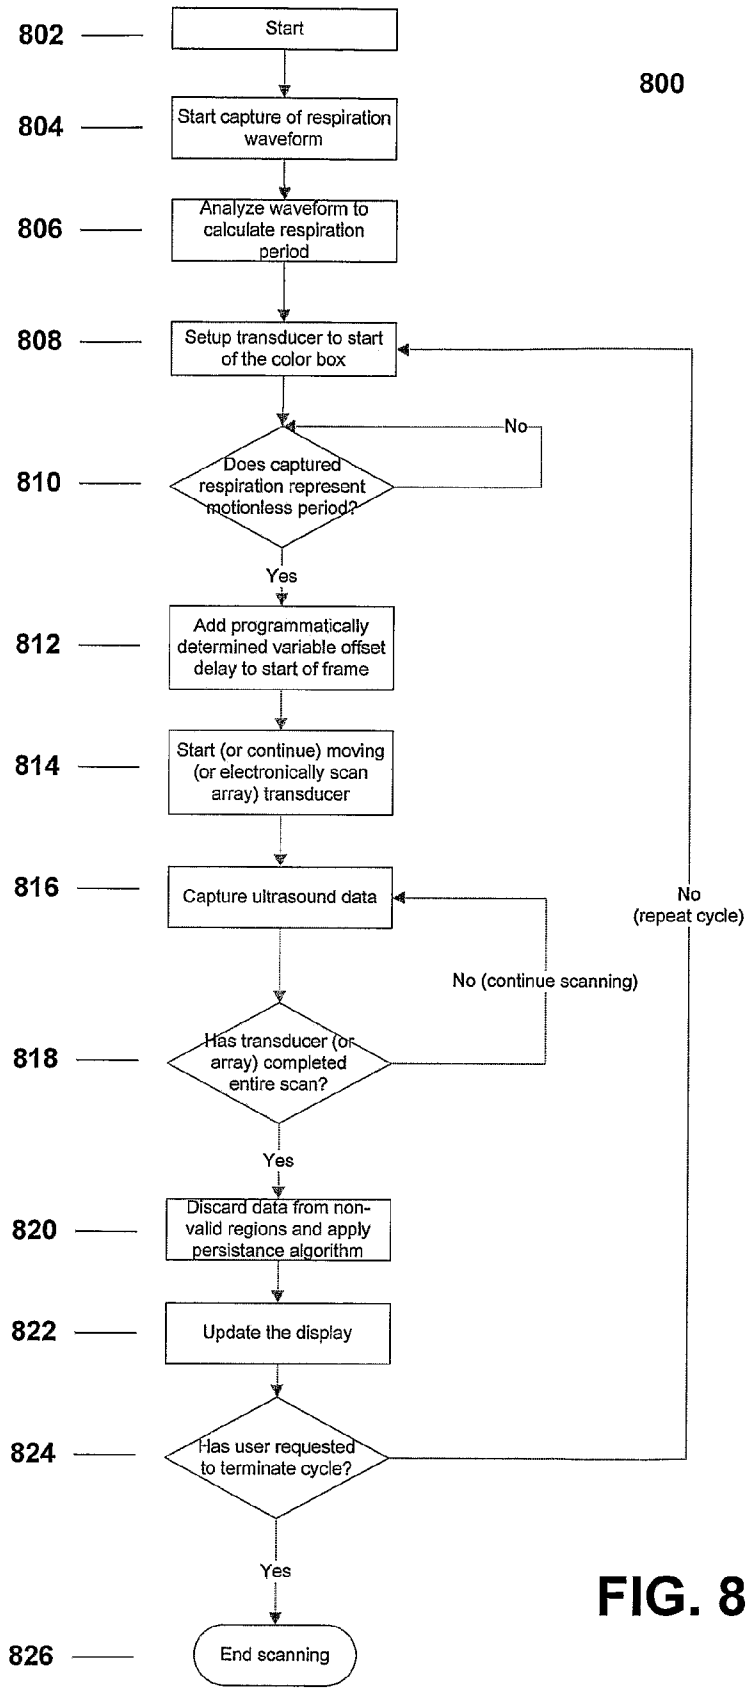 802
Start
800
804
Start capture of respiration
waveform
806
Analyze waveform to
calculate respiration
period
808
Setup transducer to start
of the color box
No
810
Does captured
respiration represent
motionless period?
Yes
812
Add programmatically
determined variable offset
delay to start of frame
814
Start (or continue) moving
(or electronically scan
array) transducer
816
Capture ultrasound data
No
(repeat cycle)
No (continue scanning)
818
Has transducer (or
array) completed
entire scan?
Yes
820
Discard data from non-
valid regions and apply
persistance algorithm
822
Update the display
824
Has user requested
to terminate cycle?
Yes
FIG. 8
826
End scanning